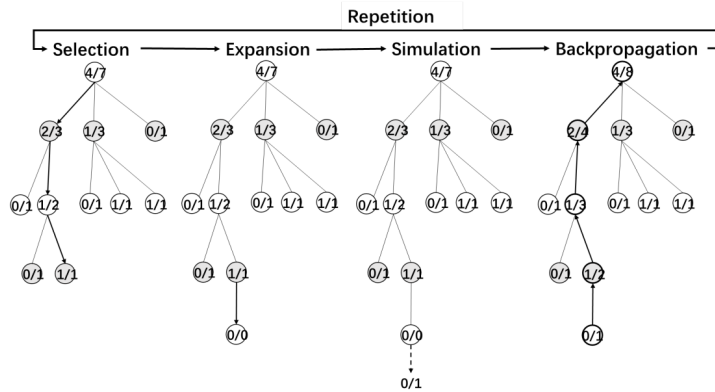 Repetition
Selection Expansion Simulation Backpropagation
4/7 4/7 4/7 4/8
2/3 1/3 0/1 2/3 1/3 0/1 2/3 1/3 0/1 2/4 1/3 0/1
0/1 1/2 0/1 1/1 1/1 0/1 1/2 0/1 1/1 1/1 0/1 1/2 0/1 1/1 1/1 0/1 1/3 0/1 1/1 1/1
0/1 1/1 0/1 1/1 0/1 1/1 0/1 1/2
0/0 0/0 0/1
0/1